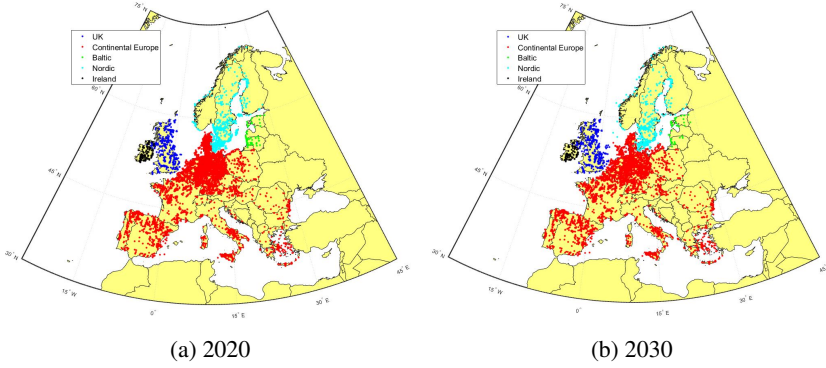 75° N
60° N
45° N
30° N
15° W
0°
15° E
30° E
45° E
UK
Continental Europe
Baltic
Nordic
Ireland
(a) 2020
75° N
60° N
45° N
30° N
15° W
0°
15° E
30° E
45° E
UK
Continental Europe
Baltic
Nordic
Ireland
(b) 2030